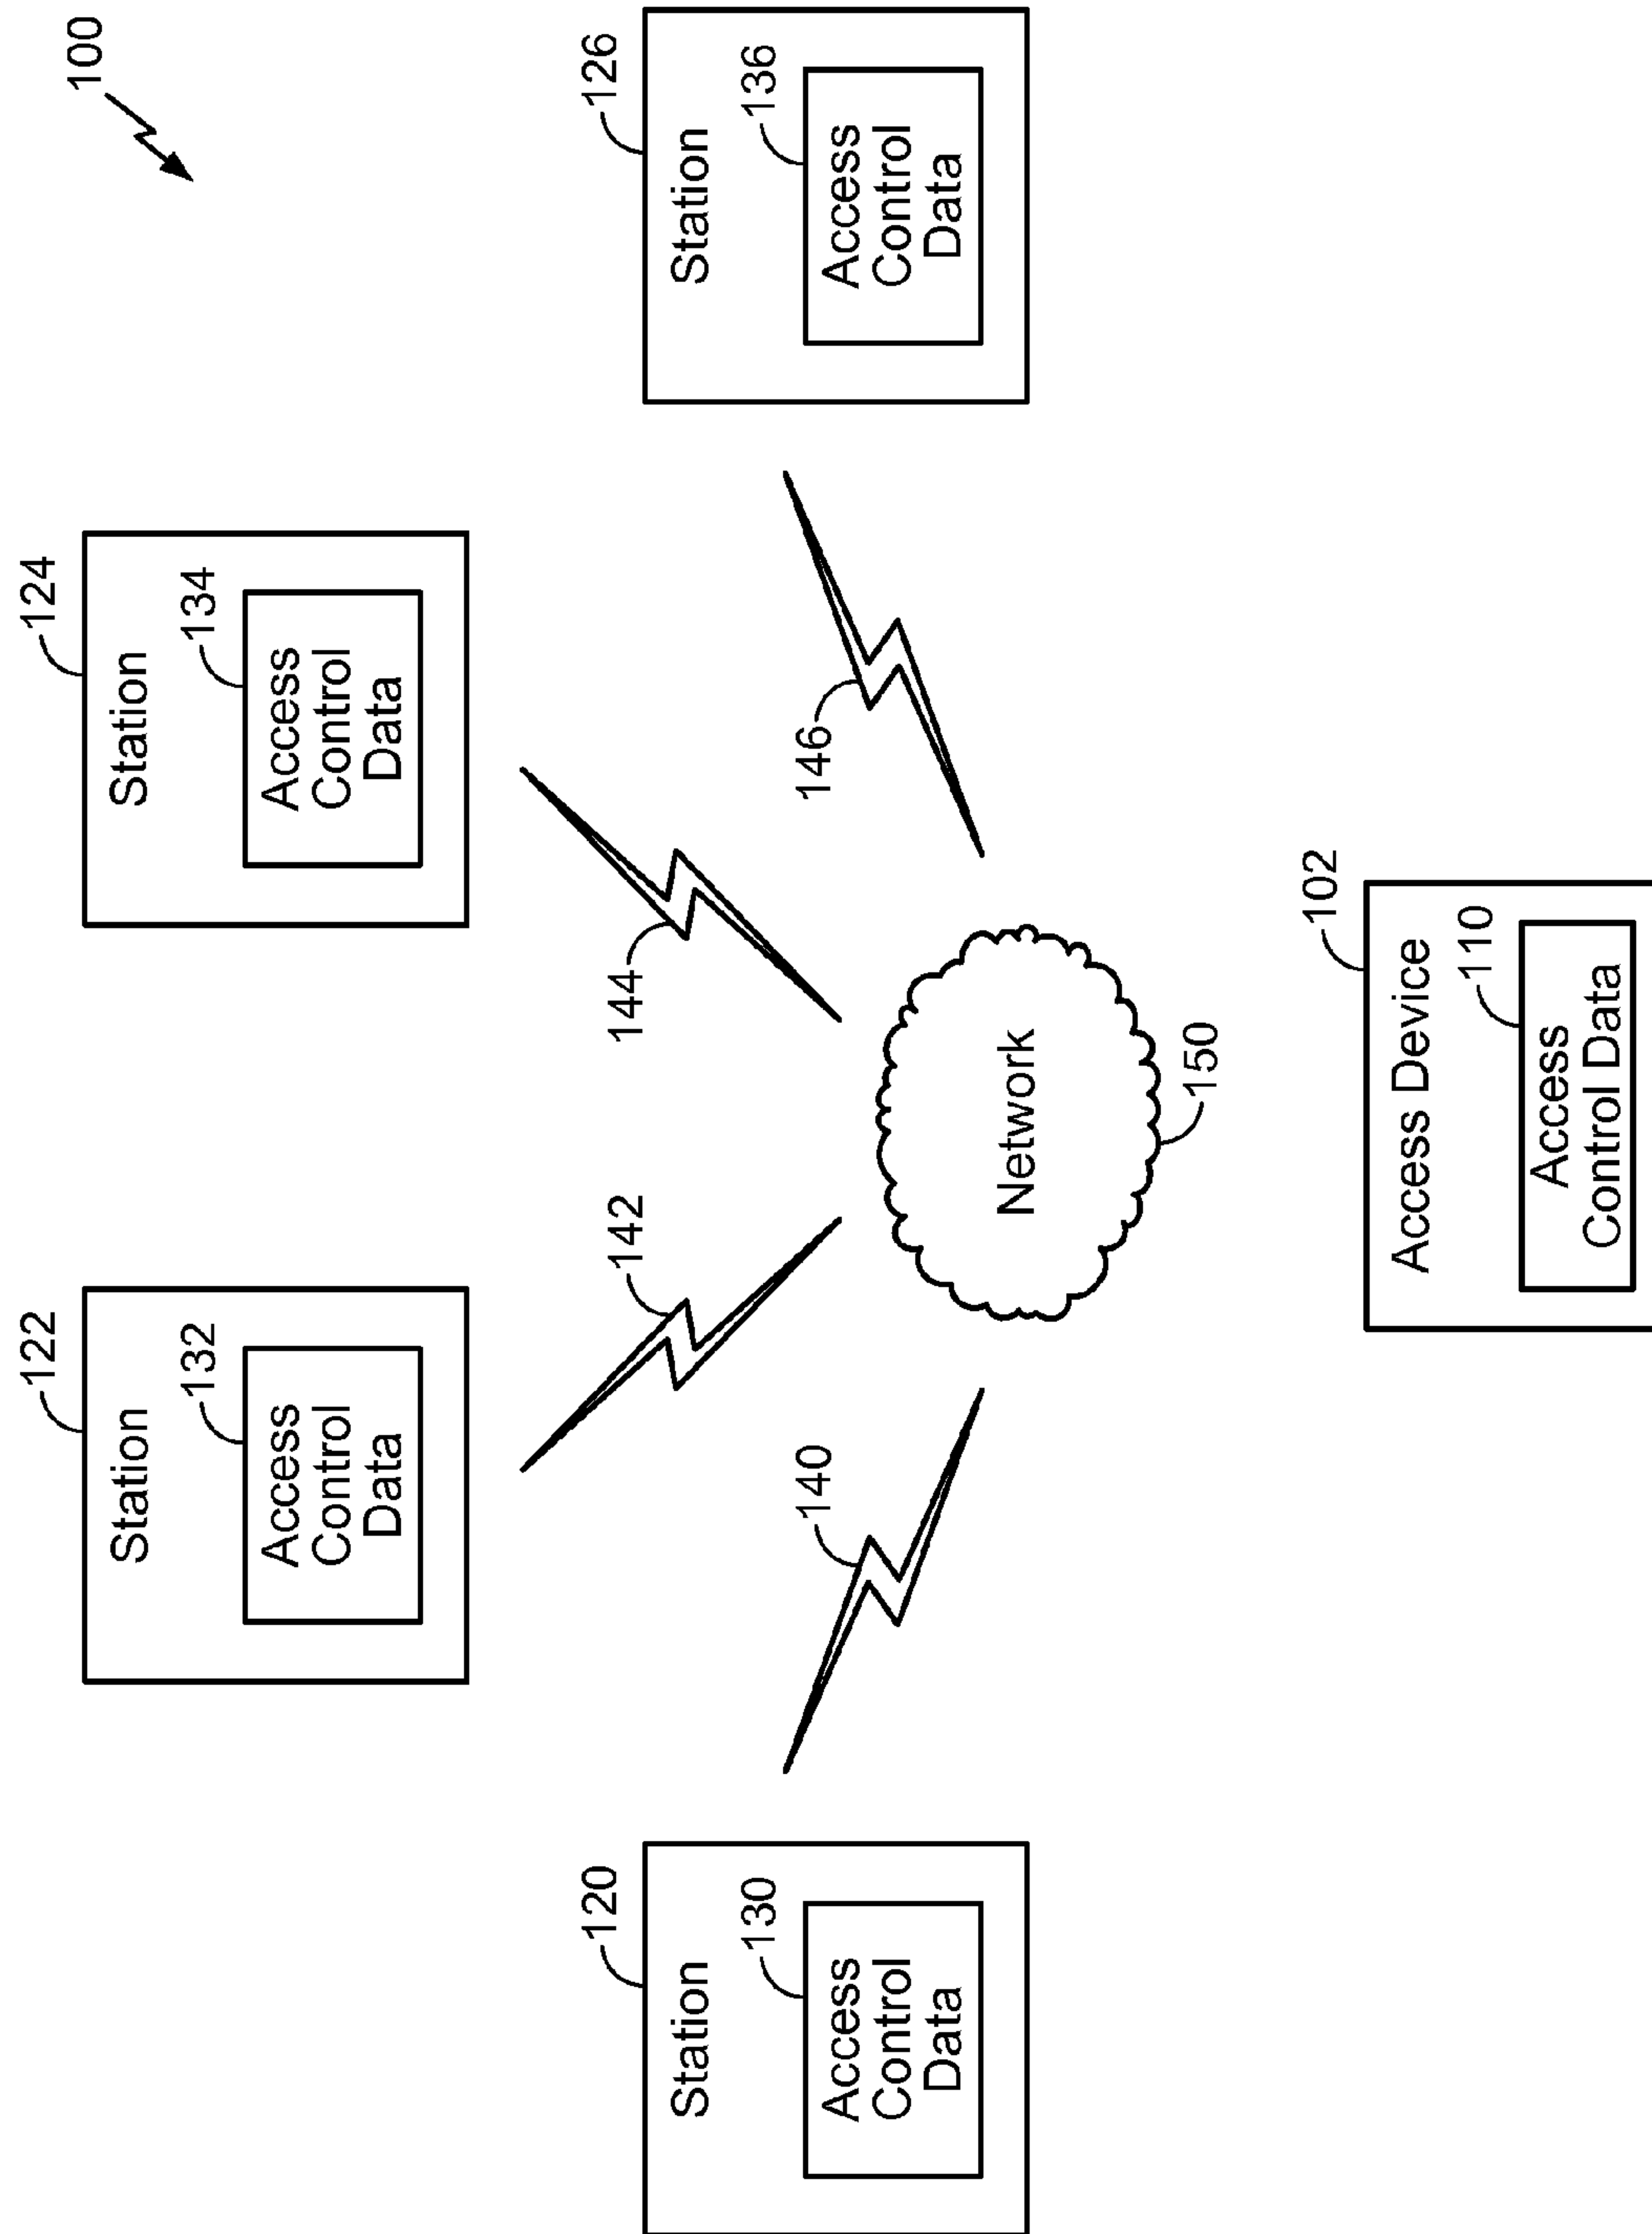 100
122
Station
132
Access
Control
Data
124
Station
134
Access
Control
Data
120
Station
130
Access
Control
Data
126
Station
136
Access
Control
Data
142
144
140
146
Network
150
102
Access Device
110
Access
Control Data